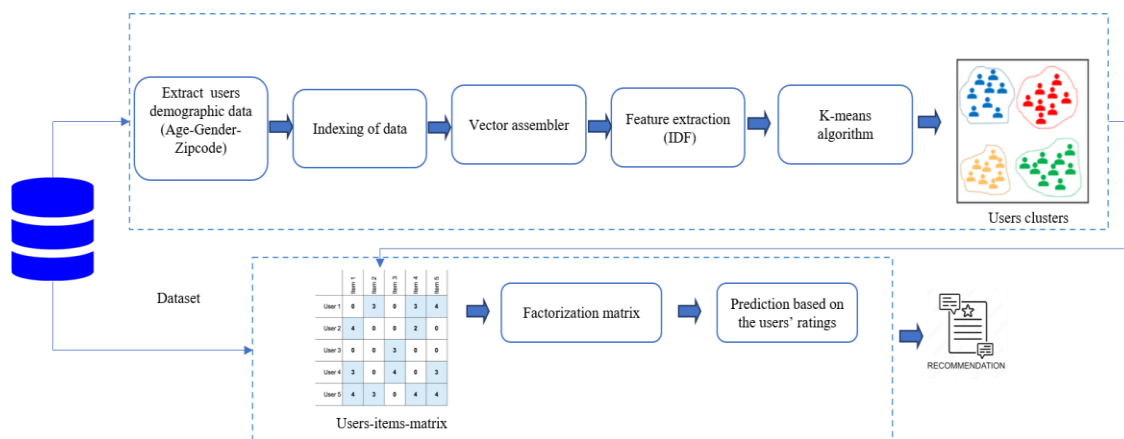 Extract users
demographic data
(Age-Gender-
Zipcode)
Indexing of data
Vector assembler
Feature extraction
(IDF)
K-means
algorithm
Users clusters
Dataset
Item 1 Item 2 Item 3 Item 4 Item 5
User 1 0 3 0 3 4
User 2 4 0 0 2 0
User 3 0 0 3 0 0
User 4 3 0 4 0 3
User 5 4 3 0 4 4
Users-items-matrix
Factorization matrix
Prediction based on
the users’ ratings
RECOMMENDATION